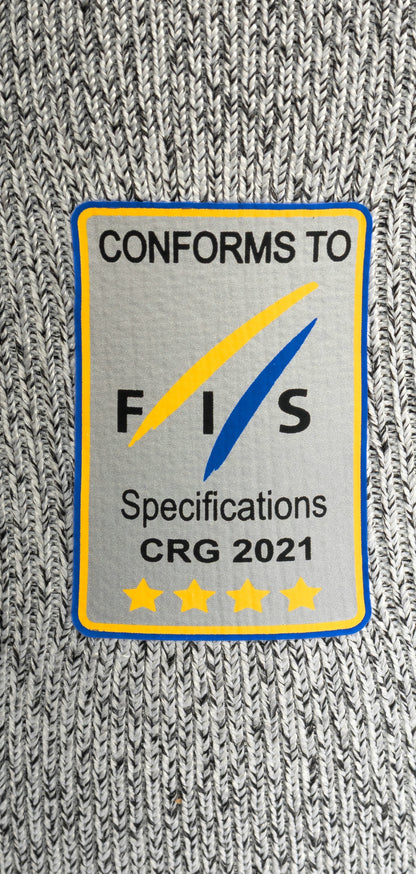 CONFORMS TO
F I S
Specifications
CRG 2021